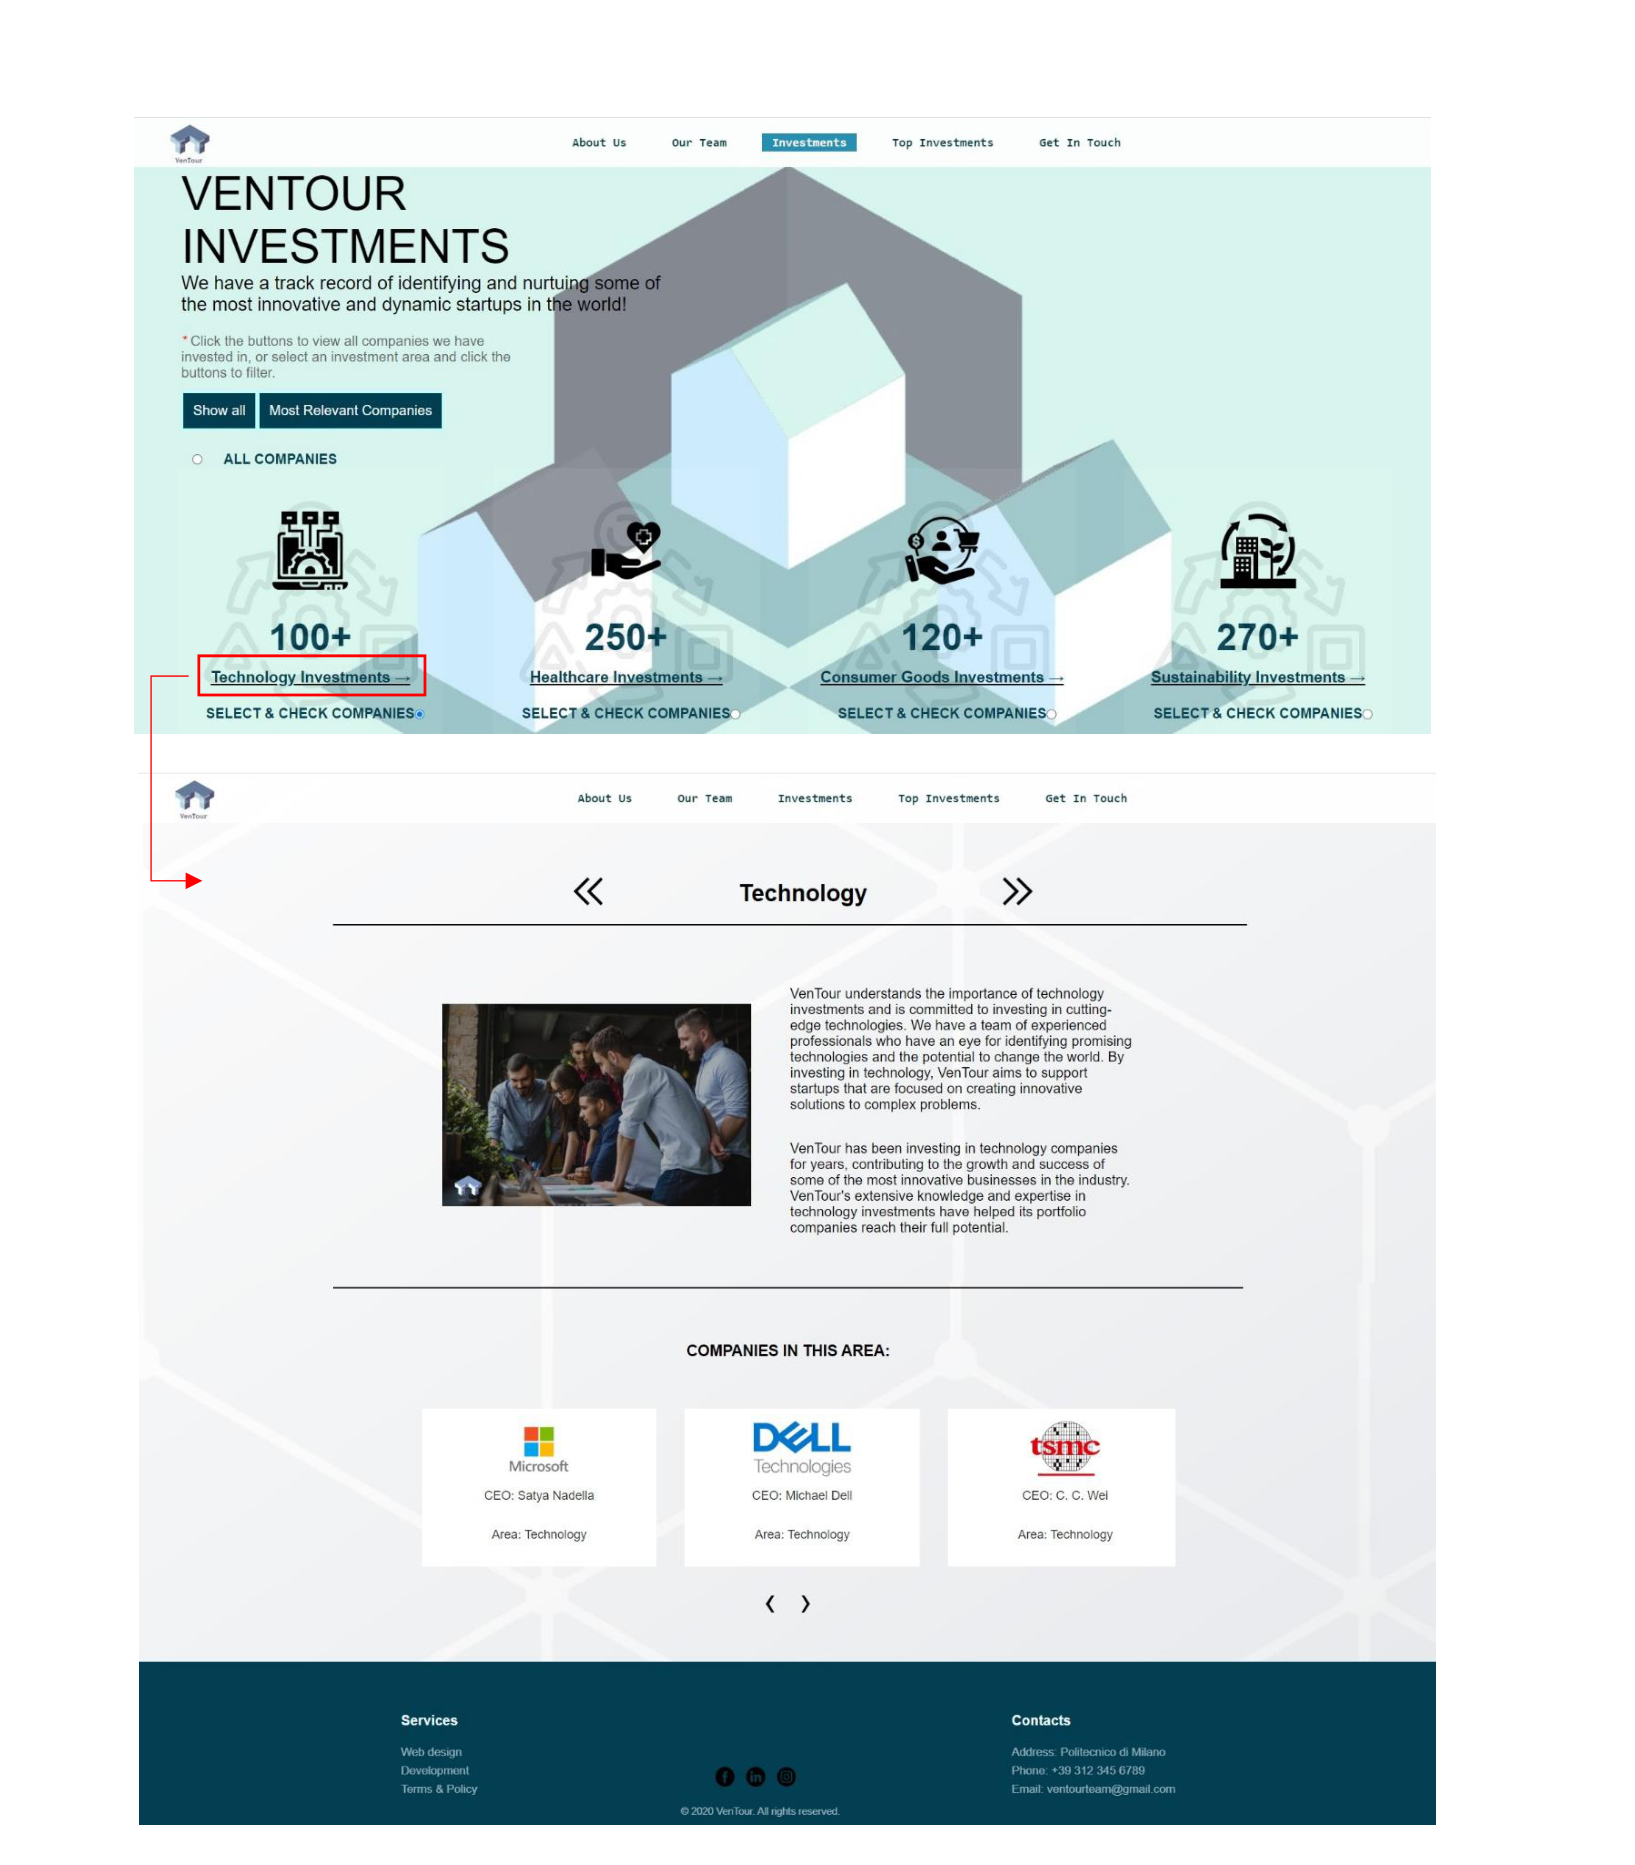 VenTour
About Us
Our Team
Investments
Top Investments
Get In Touch
VENTOUR
INVESTMENTS
We have a track record of identifying and nurtuing some of
the most innovative and dynamic startups in the world!
* Click the buttons to view all companies we have
invested in, or select an investment area and click the
buttons to filter.
Show all
Most Relevant Companies
ALL COMPANIES
100+
Technology Investments →
SELECT & CHECK COMPANIES
250+
Healthcare Investments →
SELECT & CHECK COMPANIES
120+
Consumer Goods Investments →
SELECT & CHECK COMPANIES
270+
Sustainability Investments →
SELECT & CHECK COMPANIES
VenTour
About Us
Our Team
Investments
Top Investments
Get In Touch
Technology
VenTour understands the importance of technology
investments and is committed to investing in cutting-
edge technologies. We have a team of experienced
professionals who have an eye for identifying promising
technologies and the potential to change the world. By
investing in technology, VenTour aims to support
startups that are focused on creating innovative
solutions to complex problems.
VenTour has been investing in technology companies
for years, contributing to the growth and success of
some of the most innovative businesses in the industry.
VenTour's extensive knowledge and expertise in
technology investments have helped its portfolio
companies reach their full potential.
COMPANIES IN THIS AREA:
Microsoft
CEO: Satya Nadella
Area: Technology
DELL
Technologies
CEO: Michael Dell
Area: Technology
tsmc
CEO: C. C. Wei
Area: Technology
Services
Web design
Development
Terms & Policy
f
in
© 2020 VenTour. All rights reserved.
Contacts
Address: Politecnico di Milano
Phone: +39 312 345 6789
Email: ventourteam@gmail.com